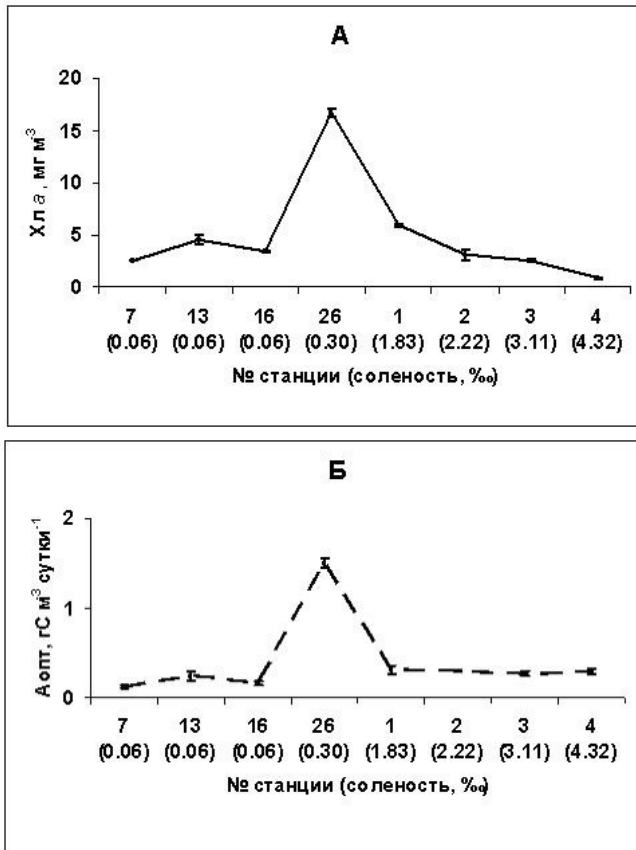 А
20
15
10
5
0
Хл а, мг м-3
7 13 16 26 1 2 3 4
(0.06) (0.06) (0.06) (0.30) (1.83) (2.22) (3.11) (4.32)
№ станции (соленость, ‰)
Б
2
1
0
Аопт, гС м-3 сутки-1
7 13 16 26 1 2 3 4
(0.06) (0.06) (0.06) (0.30) (1.83) (2.22) (3.11) (4.32)
№ станции (соленость, ‰)